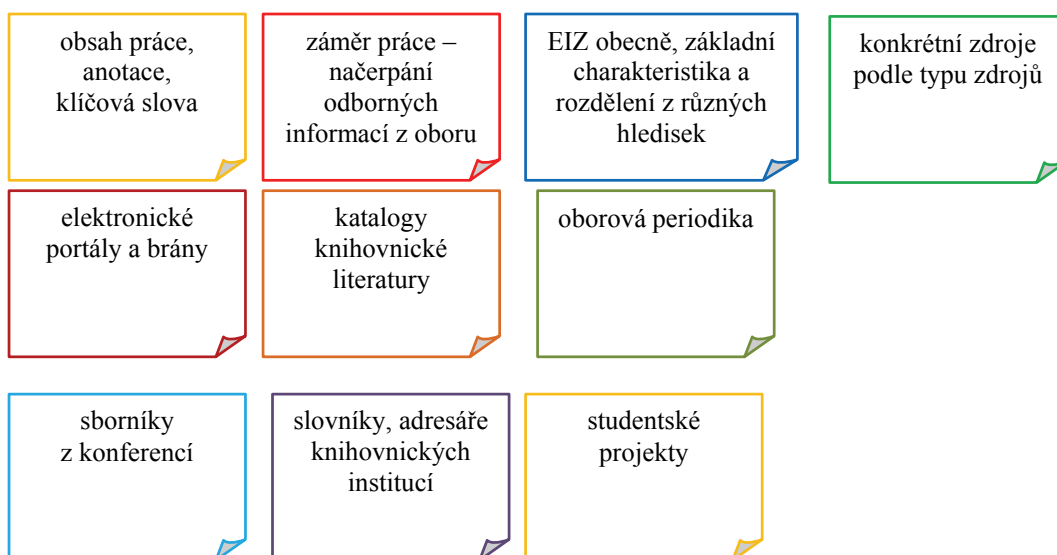 obsah práce,
anotace,
klíčová slova
záměr práce –
načerpání
odborných
informací z oboru
EIZ obecně, základní
charakteristika a
rozdělení z různých
hledisek
konkrétní zdroje
podle typu zdrojů
elektronické
portály a brány
katalogy
knihovnické
literatury
oborová periodika
sborníky
z konferencí
slovníky, adresáře
knihovnických
institucí
studentské
projekty